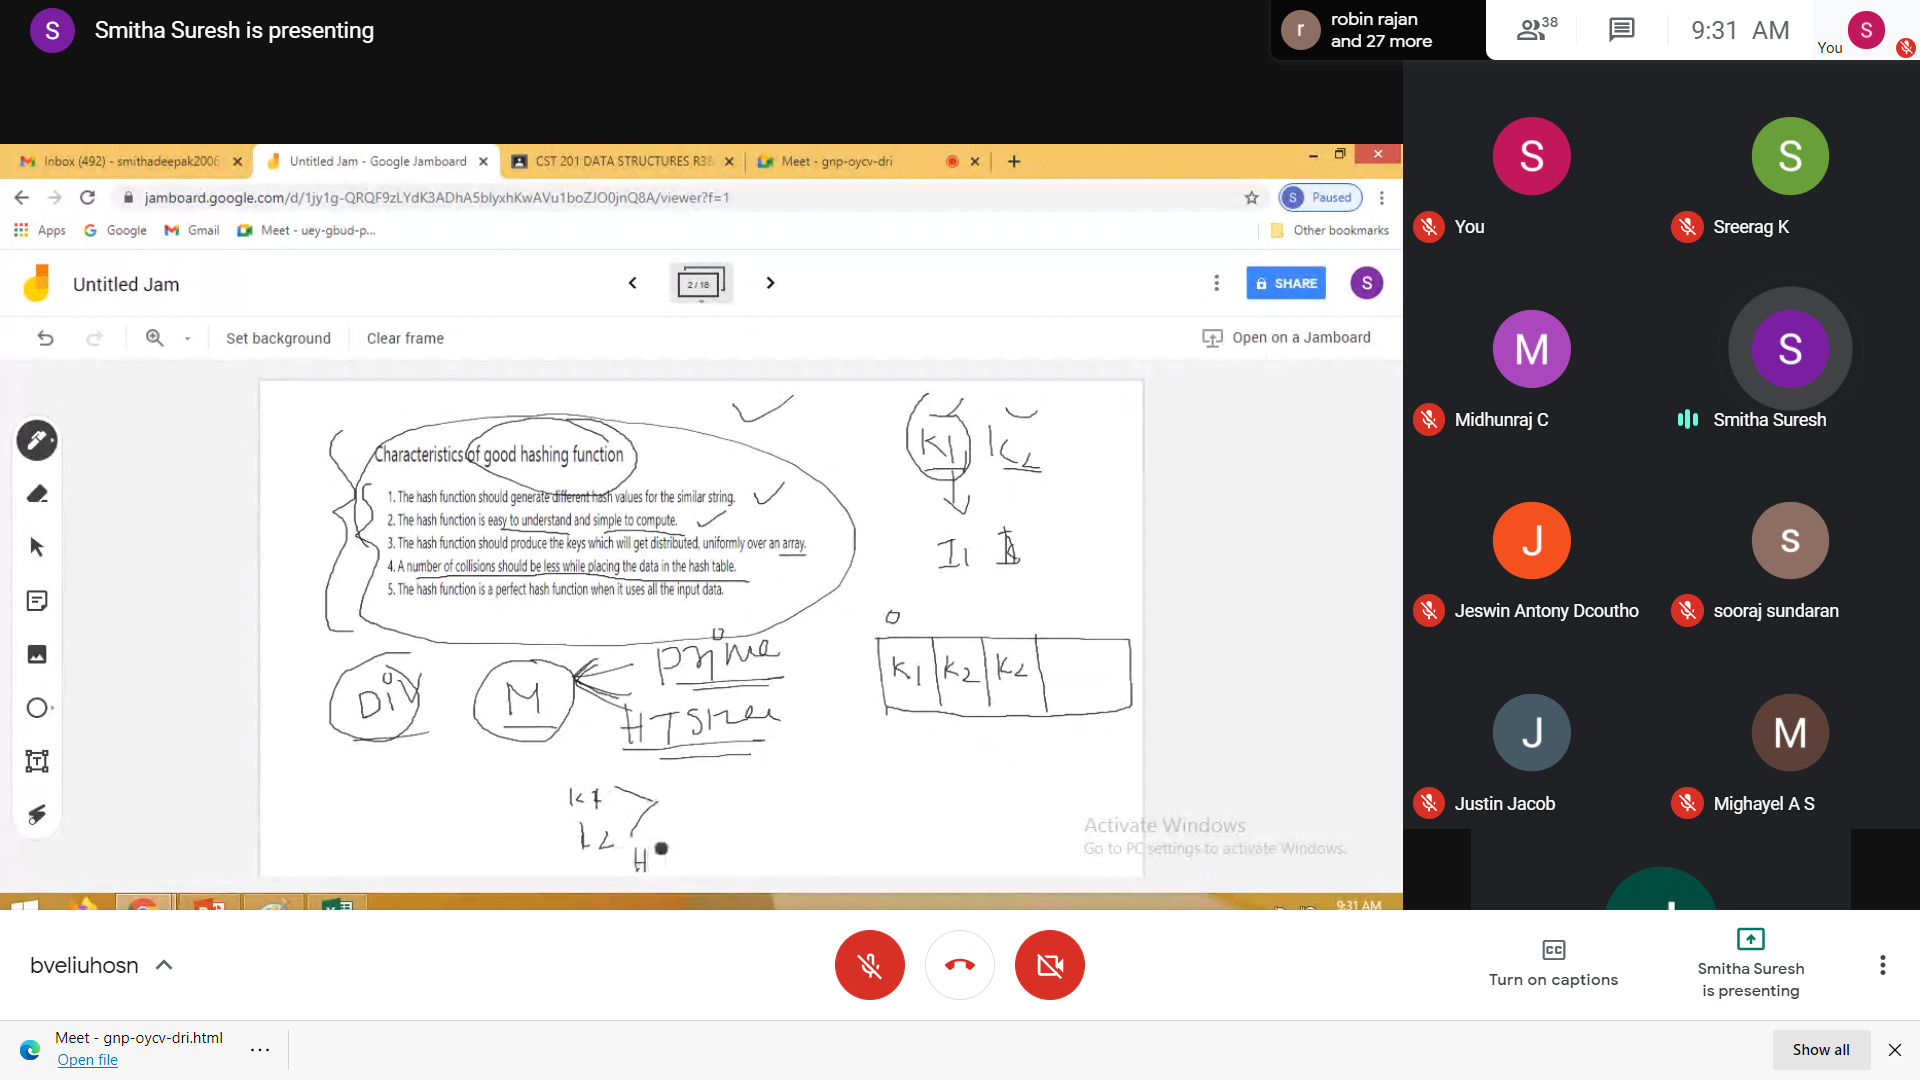 S Smitha Suresh is presenting
r robin rajan
and 27 more
38
9:31 AM
You S
Inbox (492) - smithadeepak2006
Untitled Jam - Google Jamboard
CST 201 DATA STRUCTURES R3B
Meet - gnp-oycv-dri
jamboard.google.com/d/1jy1g-QRQF9zLYdK3ADhA5blyxhKwAVu1boZJO0jnQ8A/viewer?f=1
S Paused
Apps
Google
Gmail
Meet - uey-gbud-p...
Other bookmarks
Untitled Jam
2 / 18
SHARE
S
Set background
Clear frame
Open on a Jamboard
Characteristics of good hashing function
1. The hash function should generate different hash values for the similar string.
2. The hash function is easy to understand and simple to compute.
3. The hash function should produce the keys which will get distributed, uniformly over an array.
4. A number of collisions should be less while placing the data in the hash table.
5. The hash function is a perfect hash function when it uses all the input data.
K1 K2
I1
0
K1 K2 K2
Div
M
Prime
HTSize
K1
H
Activate Windows
Go to PC settings to activate Windows.
9:31 AM
S
You
S
Sreerag K
M
Midhunraj C
S
Smitha Suresh
J
Jeswin Antony Dcoutho
s
sooraj sundaran
J
Justin Jacob
M
Mighayel A S
bveliuhosn
CC
Turn on captions
Smitha Suresh
is presenting
Meet - gnp-oycv-dri.html
Open file
Show all